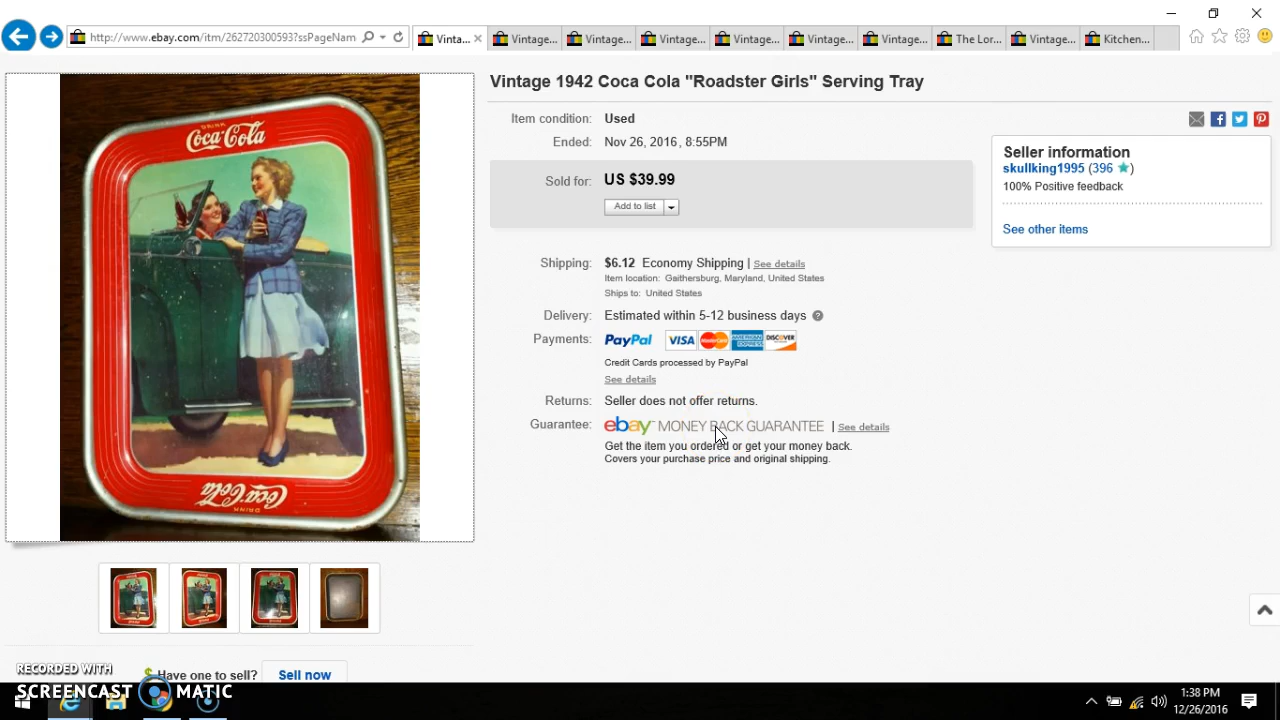 http://www.ebay.com/itm/262720300593?ssPageNam
Vinta...
Vintage...
Vintage...
Vintage...
Vintage...
Vintage...
Vintage...
The Lor...
Vintage...
Kitchen...
Vintage 1942 Coca Cola "Roadster Girls" Serving Tray
Item condition: Used
Ended: Nov 26, 2016, 8:55PM
Sold for: US $39.99
Add to list
Seller information
skullking1995 (396 ★)
100% Positive feedback
See other items
Shipping: $6.12 Economy Shipping | See details
Item location: Gaithersburg, Maryland, United States
Ships to: United States
Delivery: Estimated within 5-12 business days ?
Payments: PayPal VISA MasterCard AMERICAN EXPRESS DISCOVER
Credit Cards processed by PayPal
See details
Returns: Seller does not offer returns.
Guarantee: ebay MONEY BACK GUARANTEE | See details
Get the item you ordered or get your money back.
Covers your purchase price and original shipping.
DRINK
Coca-Cola
Coca-Cola
DRINK
$ Have one to sell? Sell now
RECORDED WITH
SCREENCAST MATIC
1:38 PM
12/26/2016